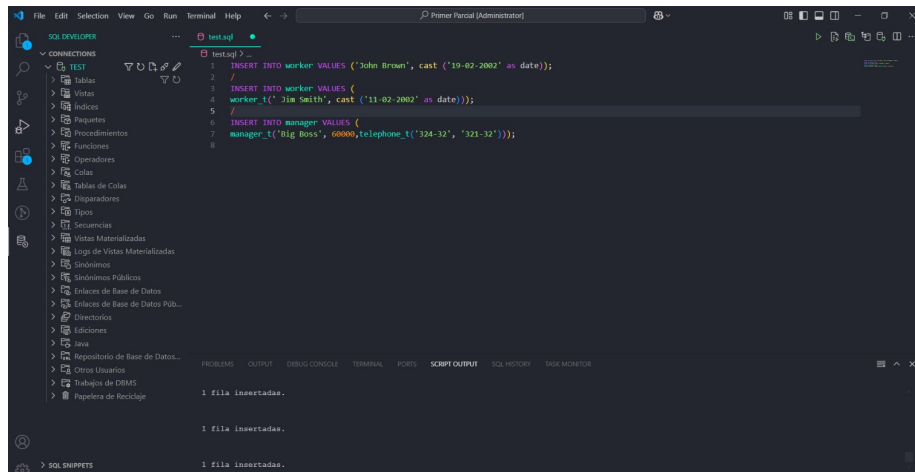 File Edit Selection View Go Run Terminal Help
Primer Parcial [Administrator]
SQL DEVELOPER
CONNECTIONS
TEST
Tablas
Vistas
Índices
Paquetes
Procedimientos
Funciones
Operadores
Colas
Tablas de Colas
Disparadores
Tipos
Secuencias
Vistas Materializadas
Logs de Vistas Materializadas
Sinónimos
Sinónimos Públicos
Enlaces de Base de Datos
Enlaces de Base de Datos Púb...
Directorios
Ediciones
Java
Repositorio de Base de Datos...
Otros Usuarios
Trabajos de DBMS
Papelera de Reciclaje
SQL SNIPPETS
test.sql
test.sql > ...
1 INSERT INTO worker VALUES ('John Brown', cast ('19-02-2002' as date));
2 /
3 INSERT INTO worker VALUES (
4 worker_t(' Jim Smith', cast ('11-02-2002' as date)));
5 /
6 INSERT INTO manager VALUES (
7 manager_t('Big Boss', 60000,telephone_t('324-32', '321-32')));
8
PROBLEMS OUTPUT DEBUG CONSOLE TERMINAL PORTS SCRIPT OUTPUT SQL HISTORY TASK MONITOR
1 fila insertadas.
1 fila insertadas.
1 fila insertadas.